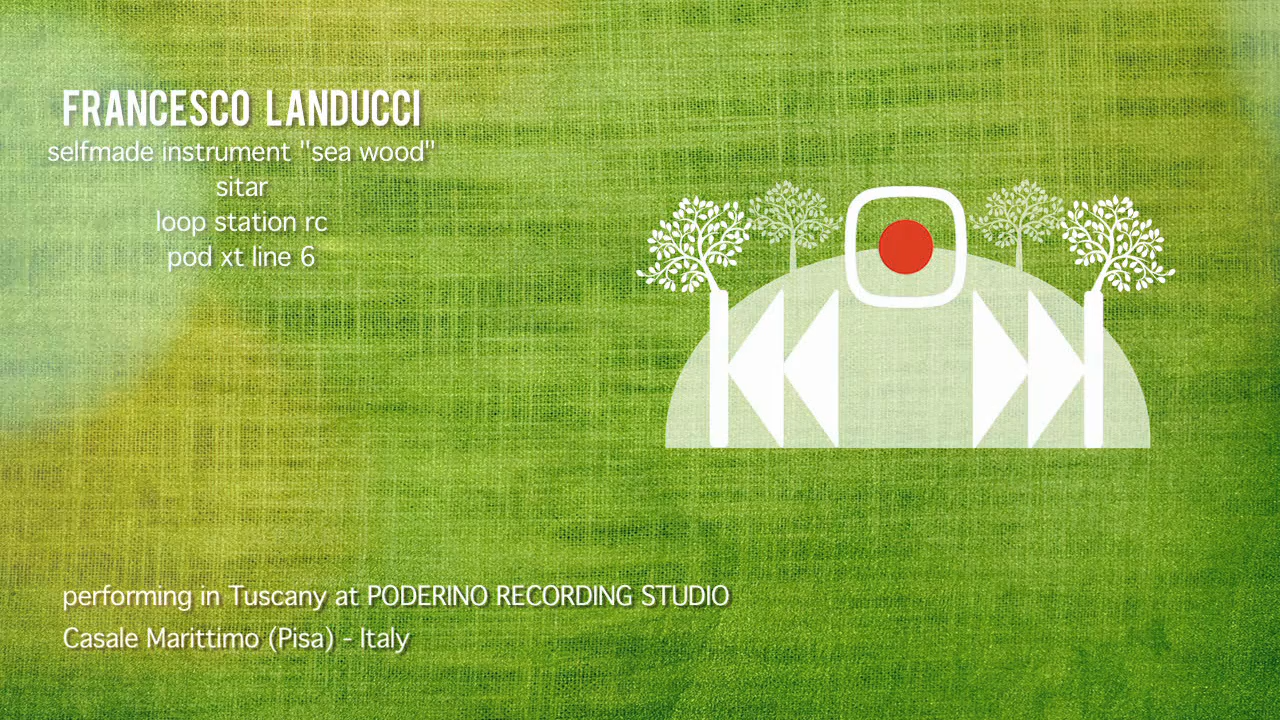 FRANCESCO LANDUCCI
selfmade instrument "sea wood"
sitar
loop station rc
pod xt line 6
performing in Tuscany at PODERINO RECORDING STUDIO
Casale Marittimo (Pisa) - Italy